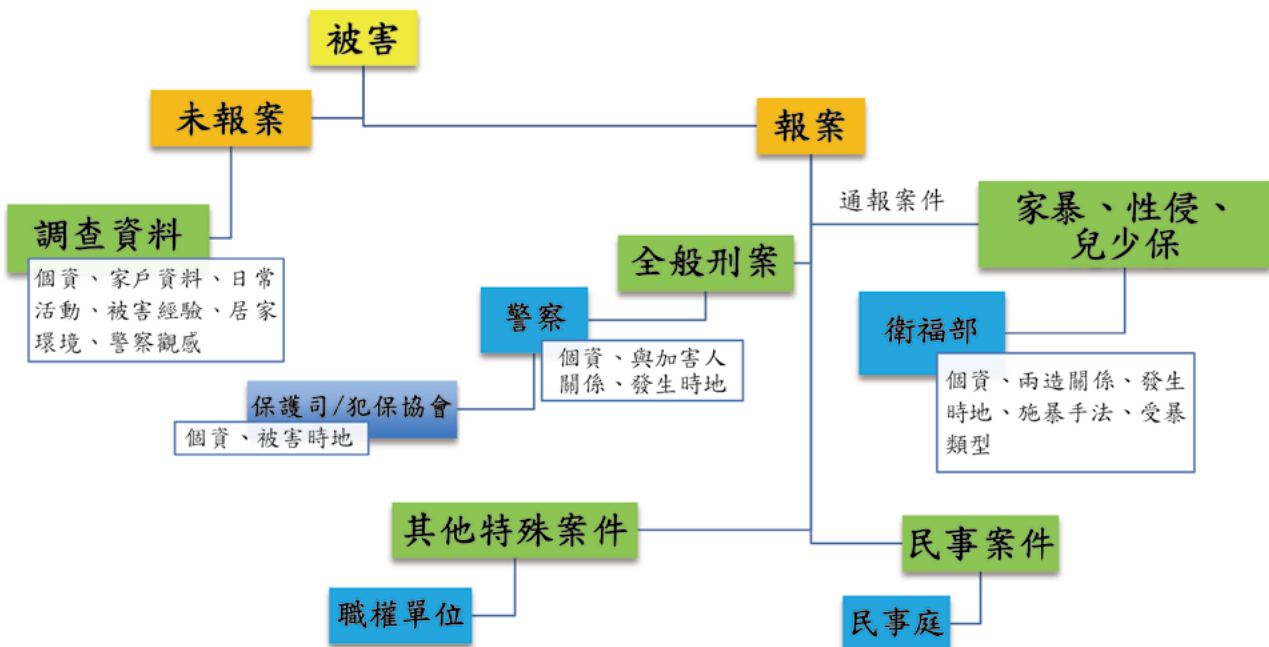 被害
未報案
報案
通報案件
家暴、性侵、
兒少保
調查資料
個資、家戶資料、日常
活動、被害經驗、居家
環境、警察觀感
全般刑案
警察
個資、與加害人
關係、發生時地
衛福部
個資、兩造關係、發生
時地、施暴手法、受暴
類型
保護司/犯保協會
個資、被害時地
其他特殊案件
民事案件
職權單位
民事庭